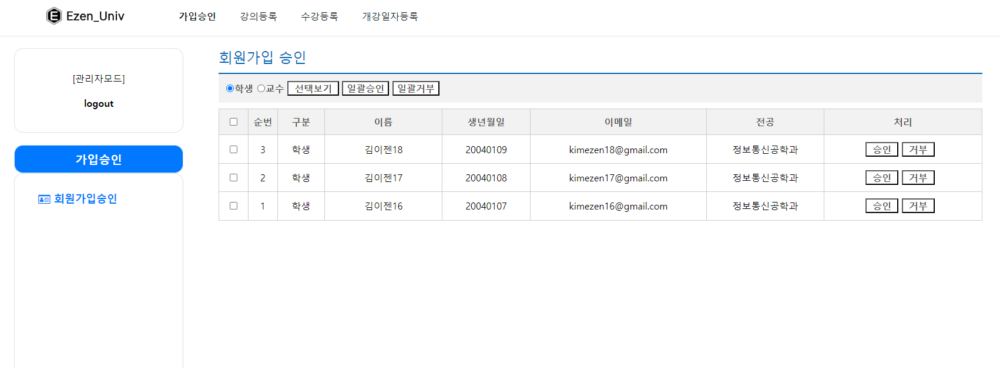 Ezen_Univ 가입승인 강의등록 수강등록 개강일자등록
[관리자모드]
logout
가입승인
회원가입승인
회원가입 승인
학생 교수 선택보기 일괄승인 일괄거부
순번 구분 이름 생년월일 이메일 전공 처리
3 학생 김이젠18 20040109 kimezen18@gmail.com 정보통신공학과 승인 거부
2 학생 김이젠17 20040108 kimezen17@gmail.com 정보통신공학과 승인 거부
1 학생 김이젠16 20040107 kimezen16@gmail.com 정보통신공학과 승인 거부